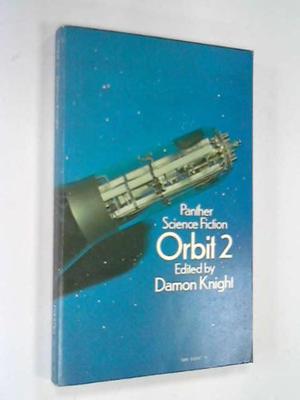 Panther
Science Fiction
Orbit 2
Edited by
Damon Knight